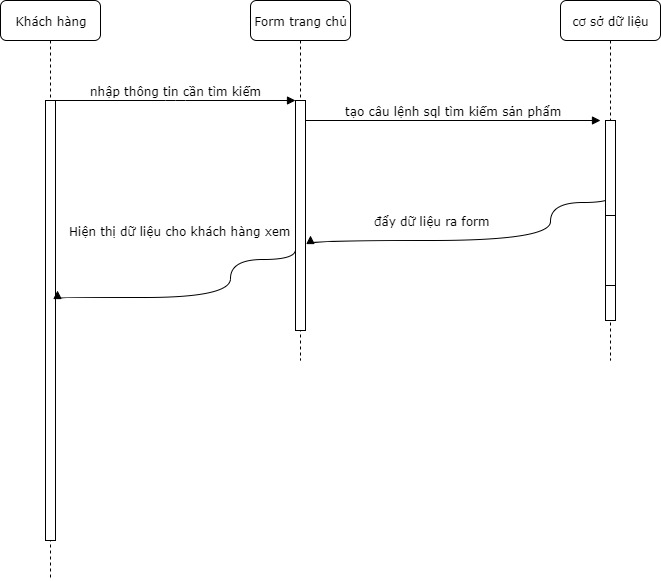 Khách hàng
Form trang chủ
cơ sở dữ liệu
nhập thông tin cần tìm kiếm
tạo câu lệnh sql tìm kiếm sản phẩm
đẩy dữ liệu ra form
Hiện thị dữ liệu cho khách hàng xem